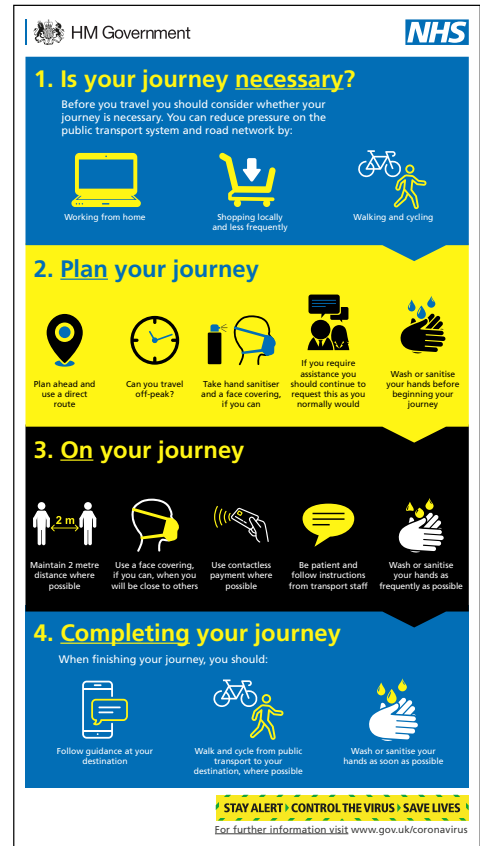 HM Government
NHS
1. Is your journey necessary?
Before you travel you should consider whether your
journey is necessary. You can reduce pressure on the
public transport system and road network by:
Working from home
Shopping locally
and less frequently
Walking and cycling
2. Plan your journey
Plan ahead and
use a direct
route
Can you travel
off-peak?
Take hand sanitiser
and a face covering,
if you can
If you require
assistance you
should continue to
request this as you
normally would
Wash or sanitise
your hands before
beginning your
journey
3. On your journey
2 m
Maintain 2 metre
distance where
possible
Use a face covering,
if you can, when you
will be close to others
Use contactless
payment where
possible
Be patient and
follow instructions
from transport staff
Wash or sanitise
your hands as
frequently as possible
4. Completing your journey
When finishing your journey, you should:
Follow guidance at your
destination
Walk and cycle from public
transport to your
destination, where possible
Wash or sanitise your
hands as soon as possible
STAY ALERT CONTROL THE VIRUS SAVE LIVES
For further information visit www.gov.uk/coronavirus